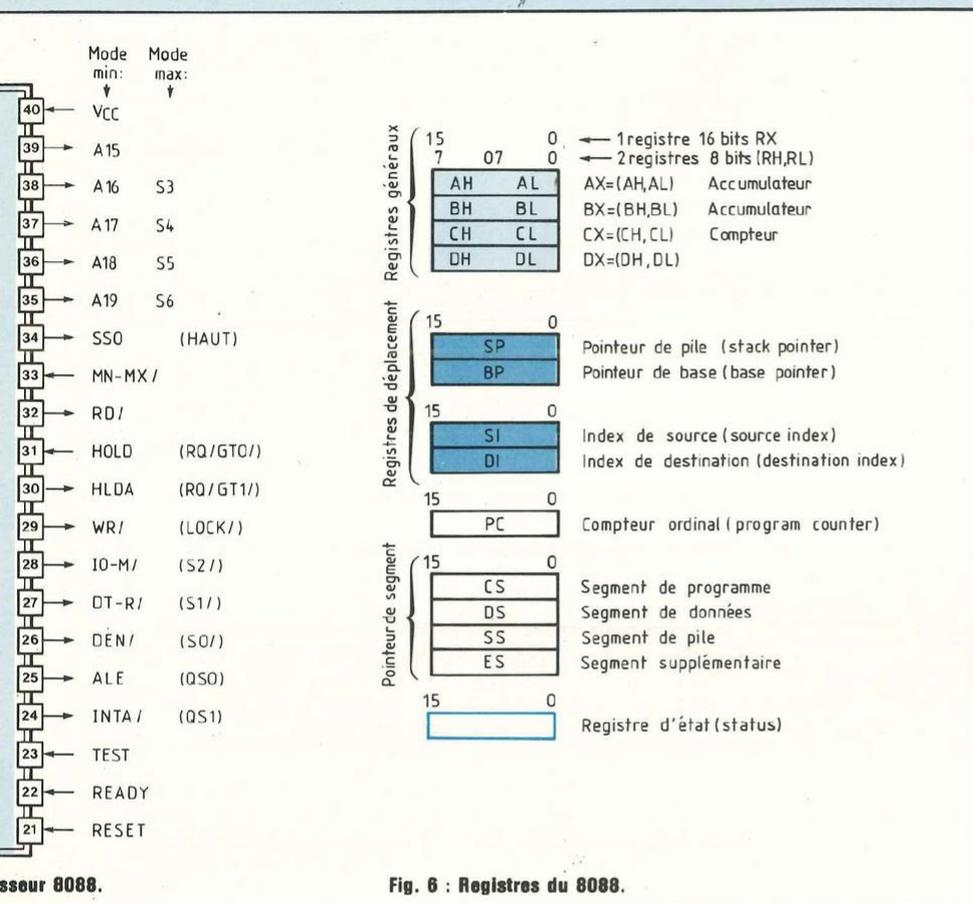 Mode Mode
min: max:
40 VCC
39 A15
38 A16 S3
37 A17 S4
36 A18 S5
35 A19 S6
34 SSO (HAUT)
33 MN-MX/
32 RD/
31 HOLD (RQ/GTO/)
30 HLDA (RQ/GT1/)
29 WR/ (LOCK/)
28 IO-M/ (S2/)
27 DT-R/ (S1/)
26 DEN/ (SO/)
25 ALE (QSO)
24 INTA/ (QS1)
23 TEST
22 READY
21 RESET
sseur 8088.
Registres généraux
15 0 1 registre 16 bits RX
7 07 0 2 registres 8 bits (RH,RL)
AH AL AX=(AH,AL) Accumulateur
BH BL BX=(BH,BL) Accumulateur
CH CL CX=(CH,CL) Compteur
DH DL DX=(DH,DL)
Registres de déplacement
15 0
SP Pointeur de pile (stack pointer)
BP Pointeur de base (base pointer)
15 0
SI Index de source (source index)
DI Index de destination (destination index)
15 0
PC Compteur ordinal (program counter)
Pointeur de segment
15 0
CS Segment de programme
DS Segment de données
SS Segment de pile
ES Segment supplémentaire
15 0
Registre d'état (status)
Fig. 6 : Registres du 8088.